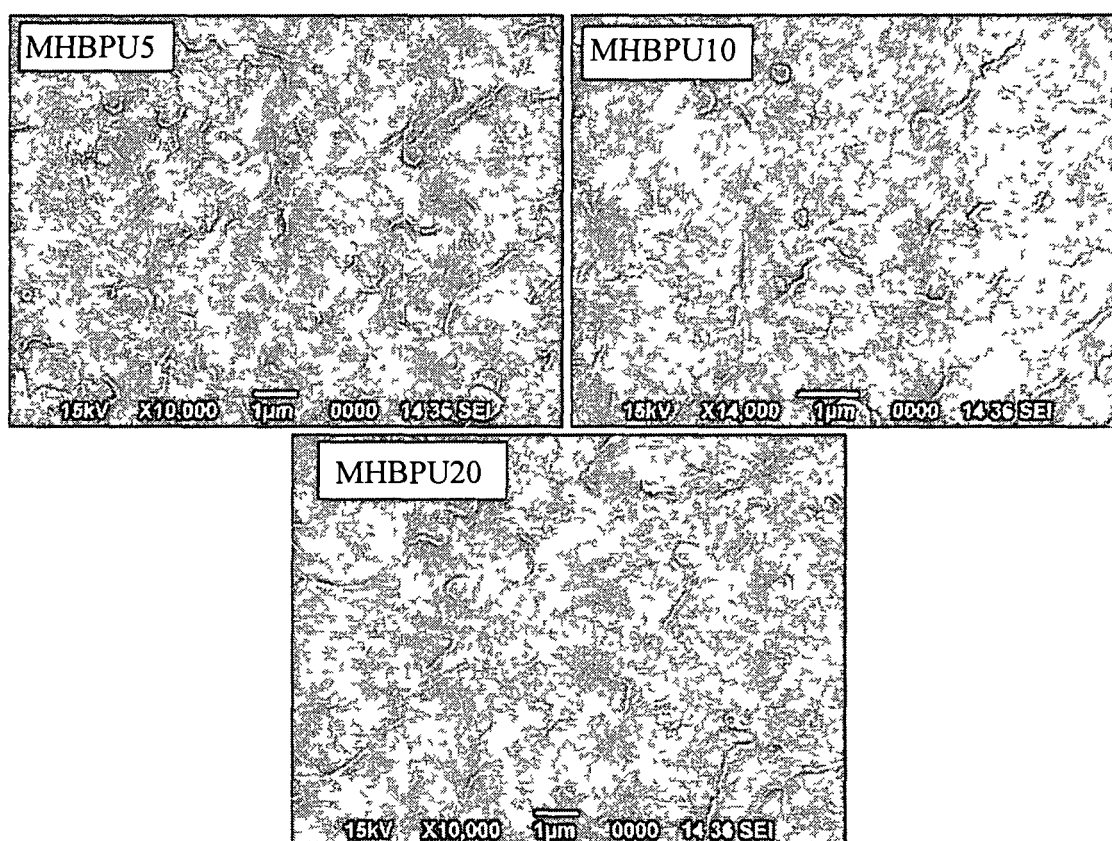 MHBPU5
15kV X10,000 1µm 0000 14 36 SEI
MHBPU10
15kV X14,000 1µm 0000 14 36 SEI
MHBPU20
15kV X10,000 1µm 0000 14 36 SEI